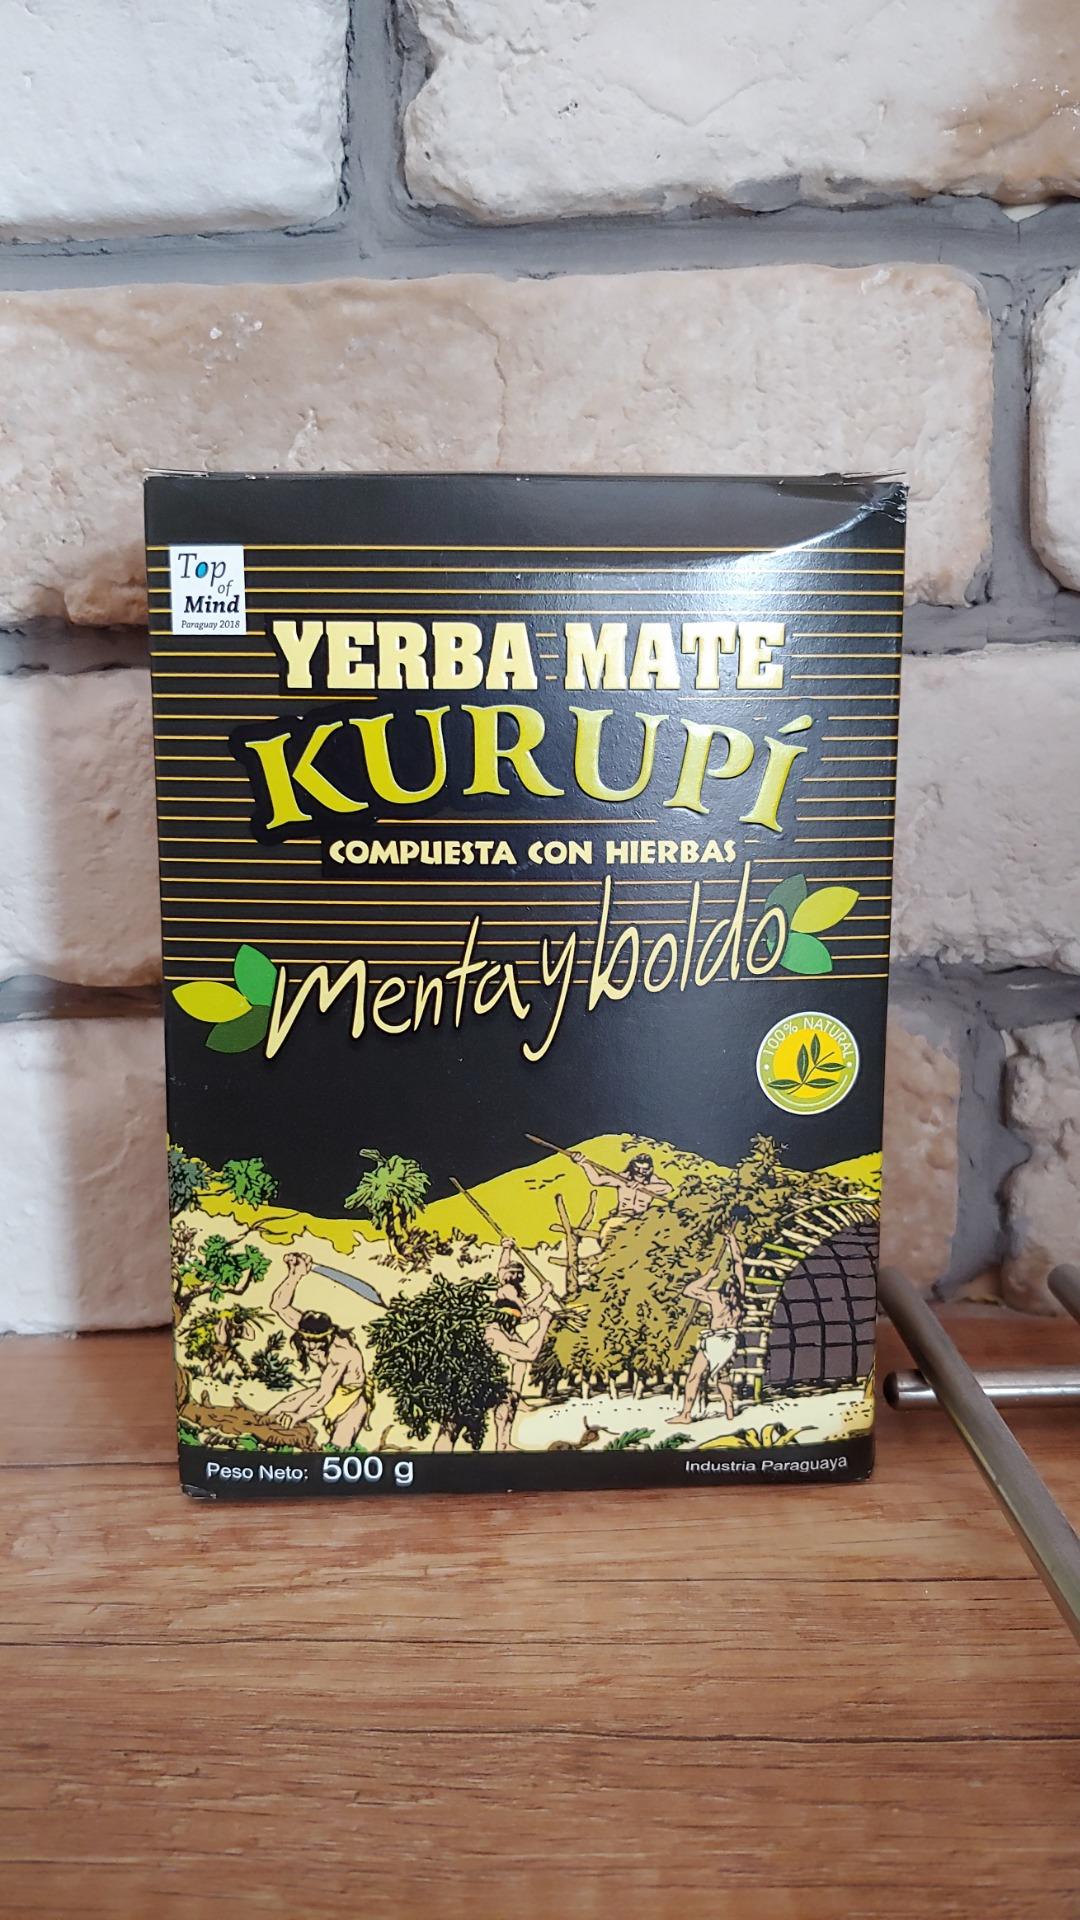 Top
of
Mind
Paraguay 2018
YERBA MATE
KURUPÍ
COMPUESTA CON HIERBAS
Menta y boldo
100% NATURAL
Peso Neto: 500 g
Industria Paraguaya